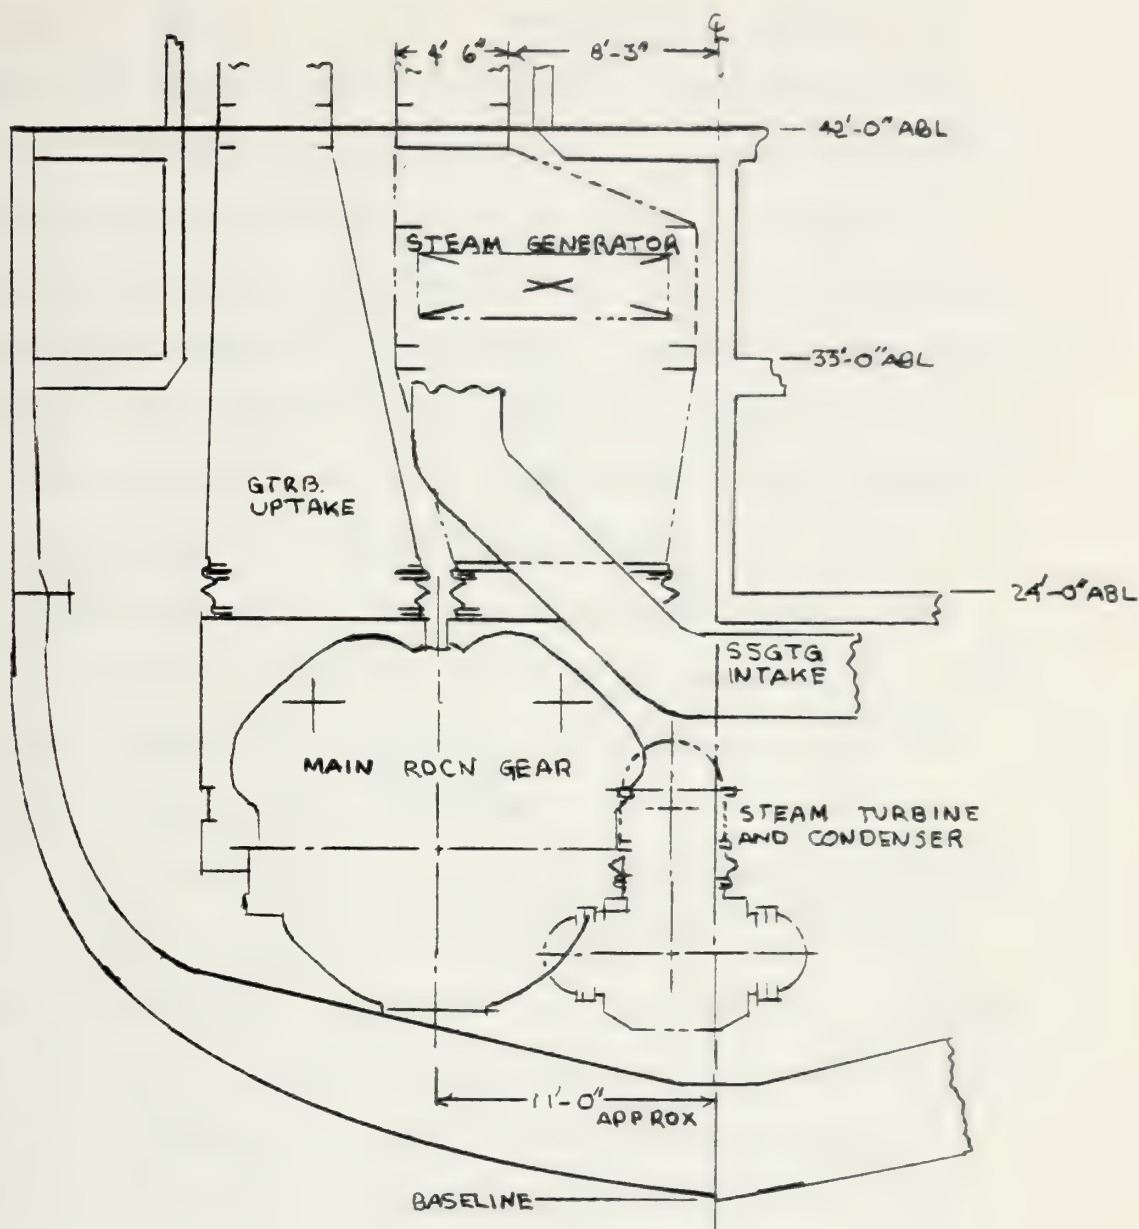 ℄
4' 6"
8'-3"
42'-0" ABL
STEAM GENERATOR
33'-0" ABL
GTRB.
UPTAKE
24'-0" ABL
SSGTG
INTAKE
MAIN RDCN GEAR
STEAM TURBINE
AND CONDENSER
11'-0"
APPROX
BASELINE